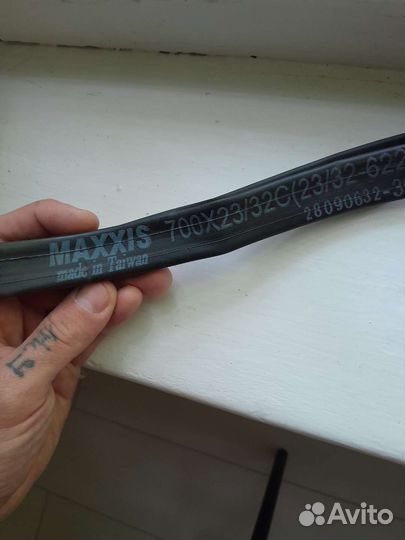 MAXXIS 700X23/32C(23/32-622
made in Taiwan 28090632-3
Avito